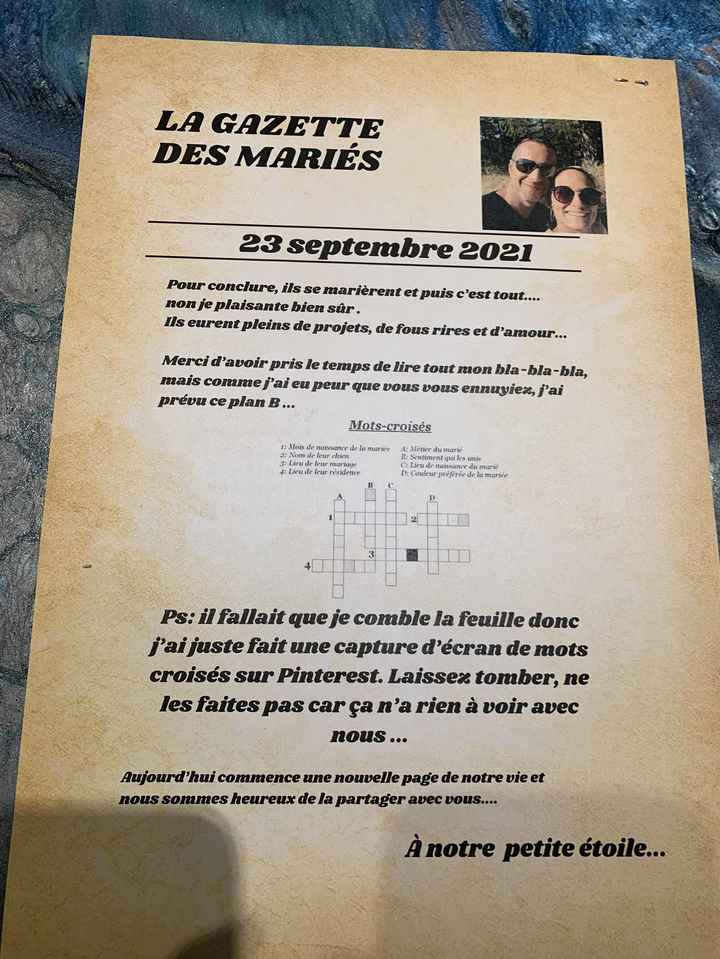 LA GAZETTE
DES MARIÉS
23 septembre 2021
Pour conclure, ils se marièrent et puis c'est tout....
non je plaisante bien sûr .
Ils eurent pleins de projets, de fous rires et d'amour...
Merci d'avoir pris le temps de lire tout mon bla-bla-bla,
mais comme j'ai eu peur que vous vous ennuyiez, j'ai
prévu ce plan B ...
Mots-croisés
1: Mois de naissance de la mariée
2: Nom de leur chien
3: Lieu de leur mariage
4: Lieu de leur résidence
A: Métier du marié
B: Sentiment qui les unis
C: Lieu de naissance du marié
D: Couleur préférée de la mariée
B C
A D
1 2
3
4
Ps: il fallait que je comble la feuille donc
j'ai juste fait une capture d'écran de mots
croisés sur Pinterest. Laissez tomber, ne
les faites pas car ça n'a rien à voir avec
nous ...
Aujourd'hui commence une nouvelle page de notre vie et
nous sommes heureux de la partager avec vous....
À notre petite étoile...